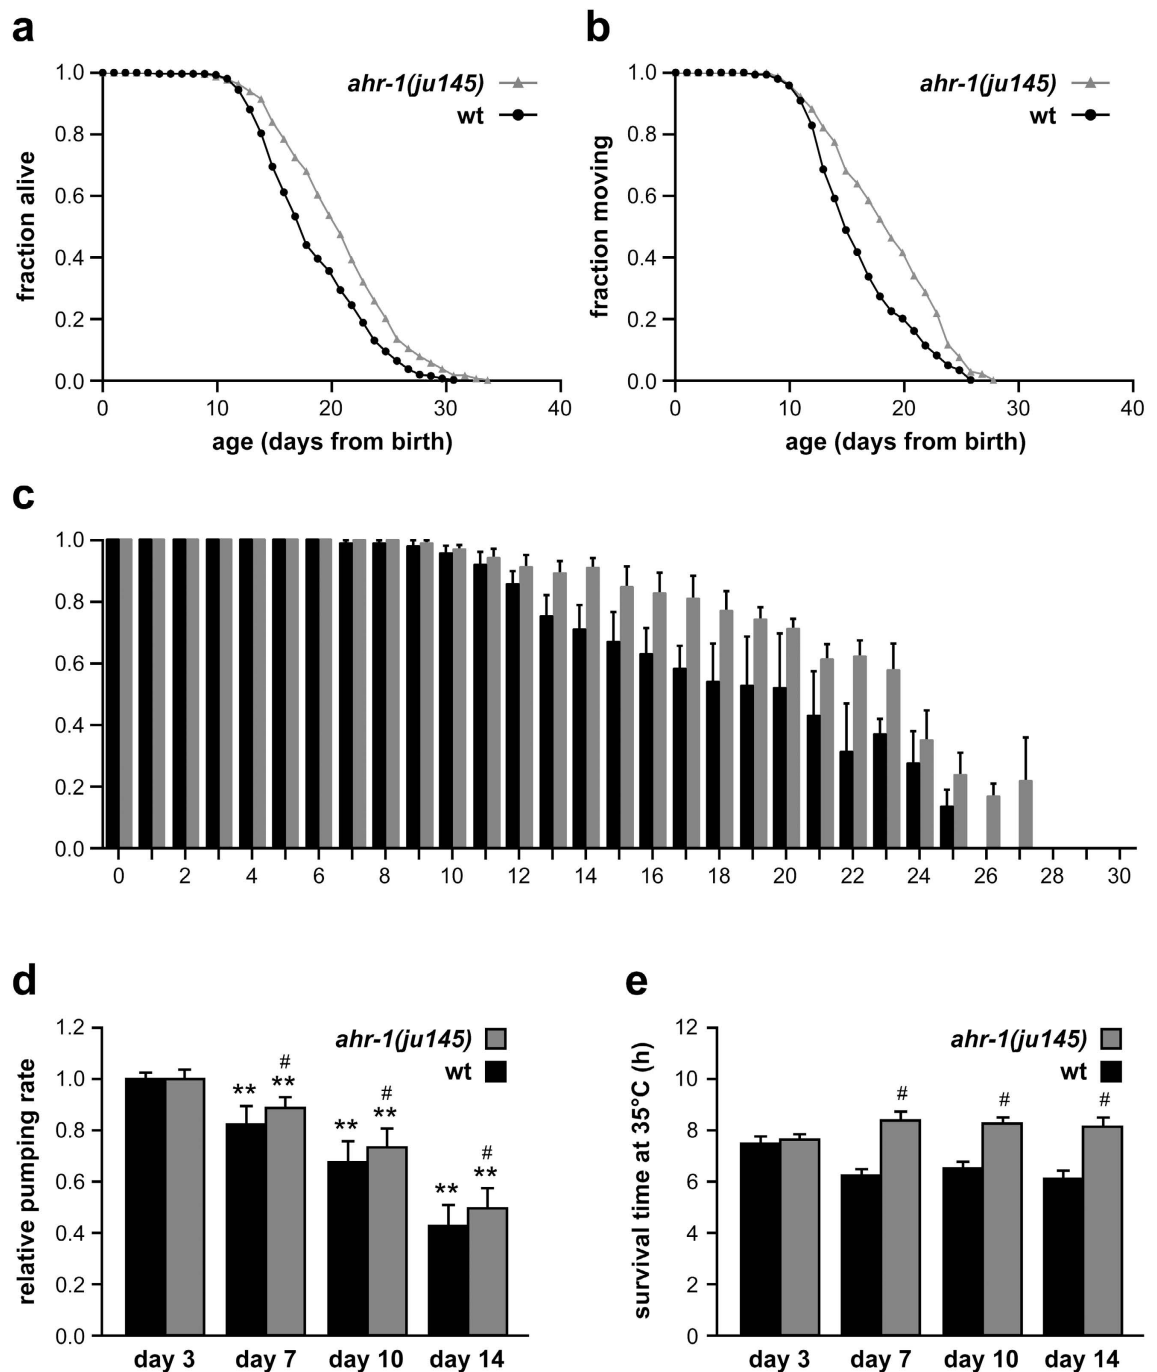 a
1.0
0.8
0.6
0.4
0.2
0.0
fraction alive
ahr-1(ju145)
wt
0 10 20 30 40
age (days from birth)
b
1.0
0.8
0.6
0.4
0.2
0.0
fraction moving
ahr-1(ju145)
wt
0 10 20 30 40
age (days from birth)
c
1.0
0.8
0.6
0.4
0.2
0.0
0 2 4 6 8 10 12 14 16 18 20 22 24 26 28 30
d
1.2
1.0
0.8
0.6
0.4
0.2
0.0
relative pumping rate
ahr-1(ju145)
wt
# # #
** ** ** ** ** **
day 3 day 7 day 10 day 14
e
12
10
8
6
4
2
0
survival time at 35°C (h)
ahr-1(ju145)
wt
# # #
day 3 day 7 day 10 day 14